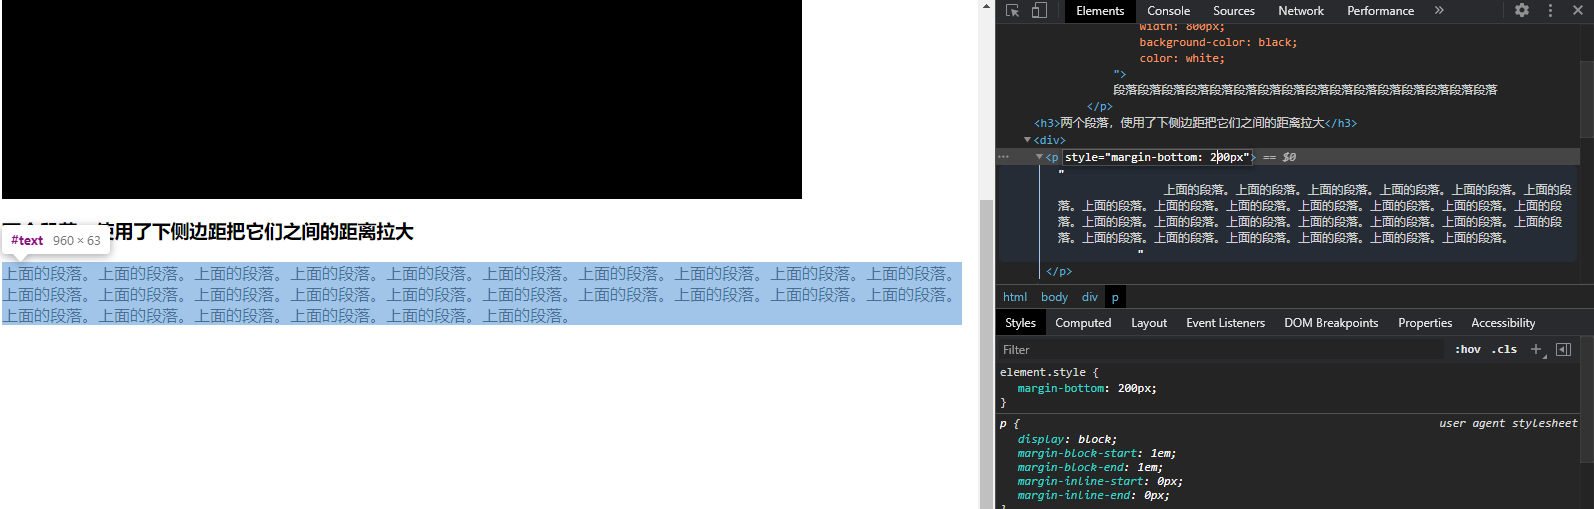 使用了下侧边距把它们之间的距离拉大
#text 960 × 63
上面的段落。上面的段落。上面的段落。上面的段落。上面的段落。上面的段落。上面的段落。上面的段落。上面的段落。上面的段落。
上面的段落。上面的段落。上面的段落。上面的段落。上面的段落。上面的段落。上面的段落。上面的段落。上面的段落。上面的段落。
上面的段落。上面的段落。上面的段落。上面的段落。上面的段落。上面的段落。
Elements Console Sources Network Performance »
width: 800px;
background-color: black;
color: white;
">
段落段落段落段落段落段落段落段落段落段落段落段落段落段落段落段落
</p>
<h3>两个段落，使用了下侧边距把它们之间的距离拉大</h3>
<div>
<p style="margin-bottom: 200px"> == $0
"
上面的段落。上面的段落。上面的段落。上面的段落。上面的段落。上面的段
落。上面的段落。上面的段落。上面的段落。上面的段落。上面的段落。上面的段落。上面的段
落。上面的段落。上面的段落。上面的段落。上面的段落。上面的段落。上面的段落。上面的段
落。上面的段落。上面的段落。上面的段落。上面的段落。上面的段落。上面的段落。
"
</p>
html body div p
Styles Computed Layout Event Listeners DOM Breakpoints Properties Accessibility
Filter :hov .cls +
element.style {
margin-bottom: 200px;
}
p { user agent stylesheet
display: block;
margin-block-start: 1em;
margin-block-end: 1em;
margin-inline-start: 0px;
margin-inline-end: 0px;